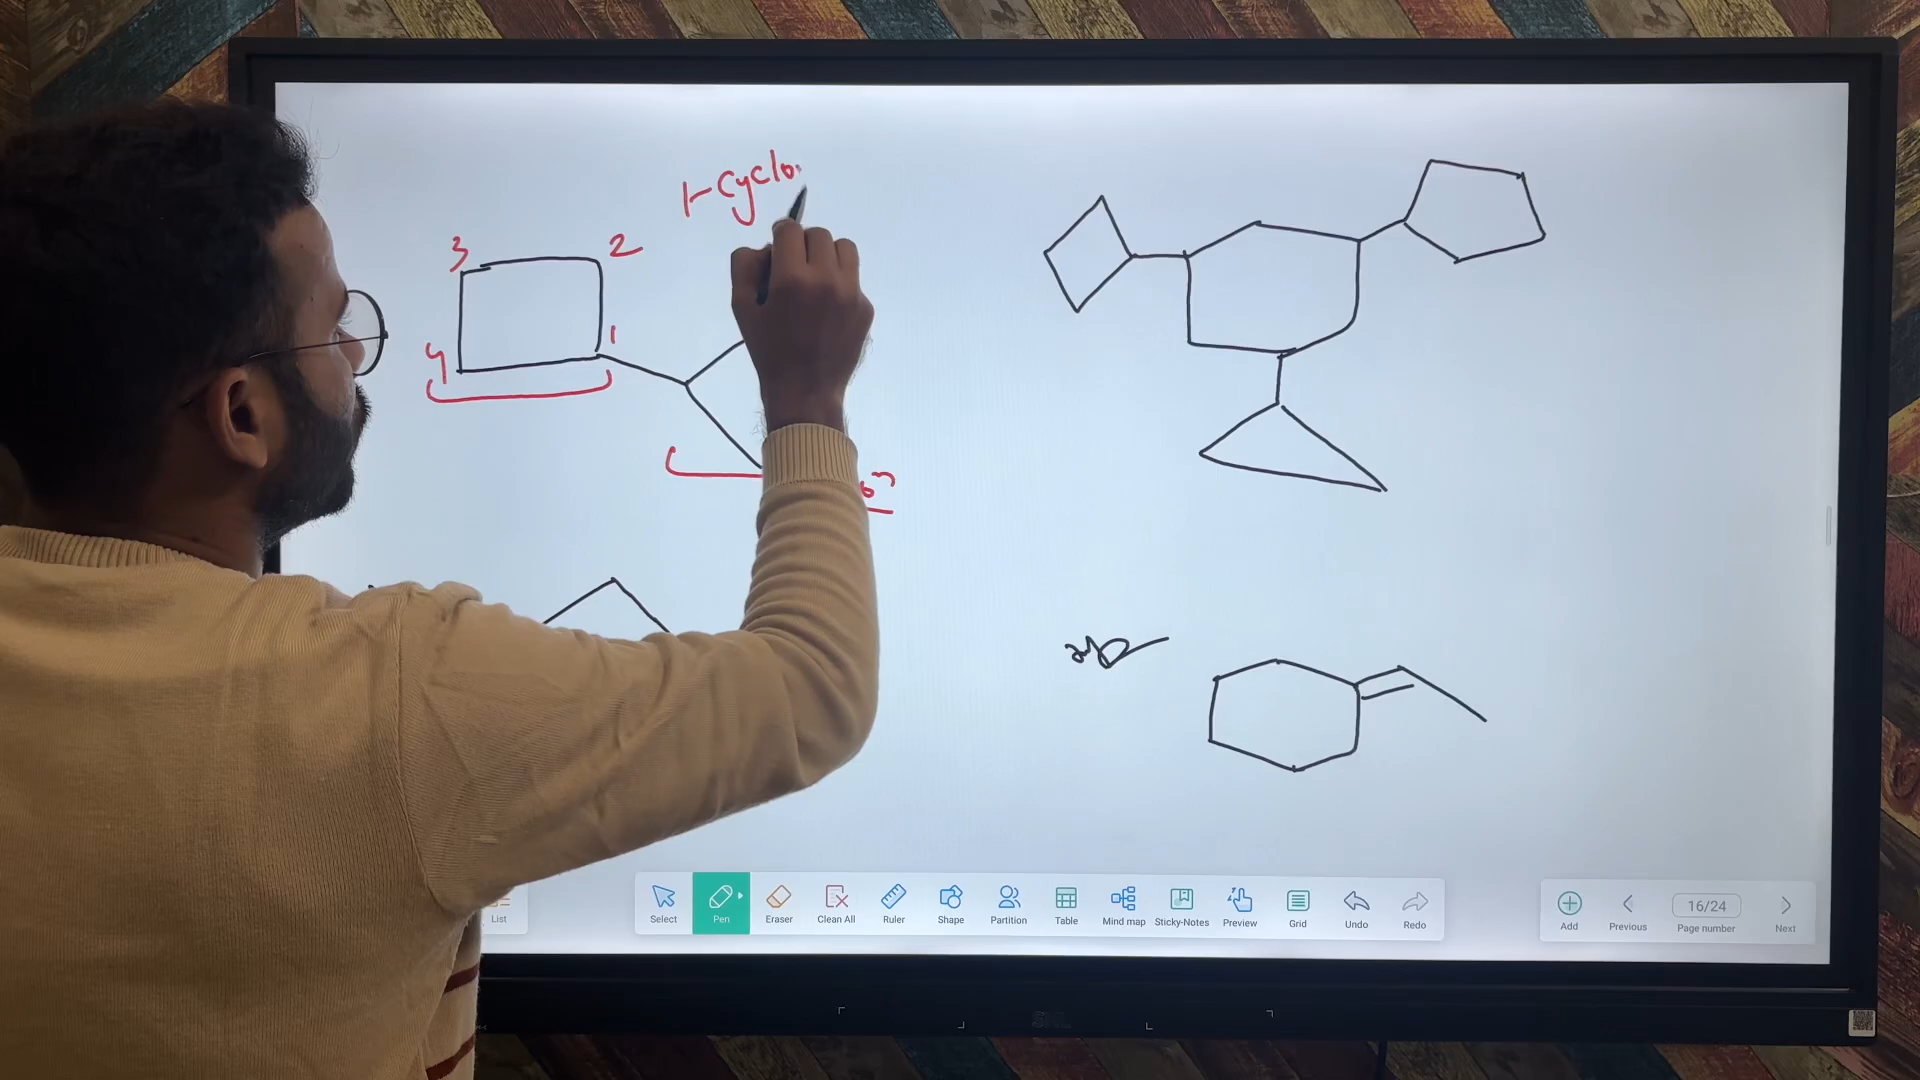 1-Cyclo
3
2
1
4
List
Select
Pen
Eraser
Clean All
Ruler
Shape
Partition
Table
Mind map
Sticky-Notes
Preview
Grid
Undo
Redo
Add
Previous
16/24
Page number
Next